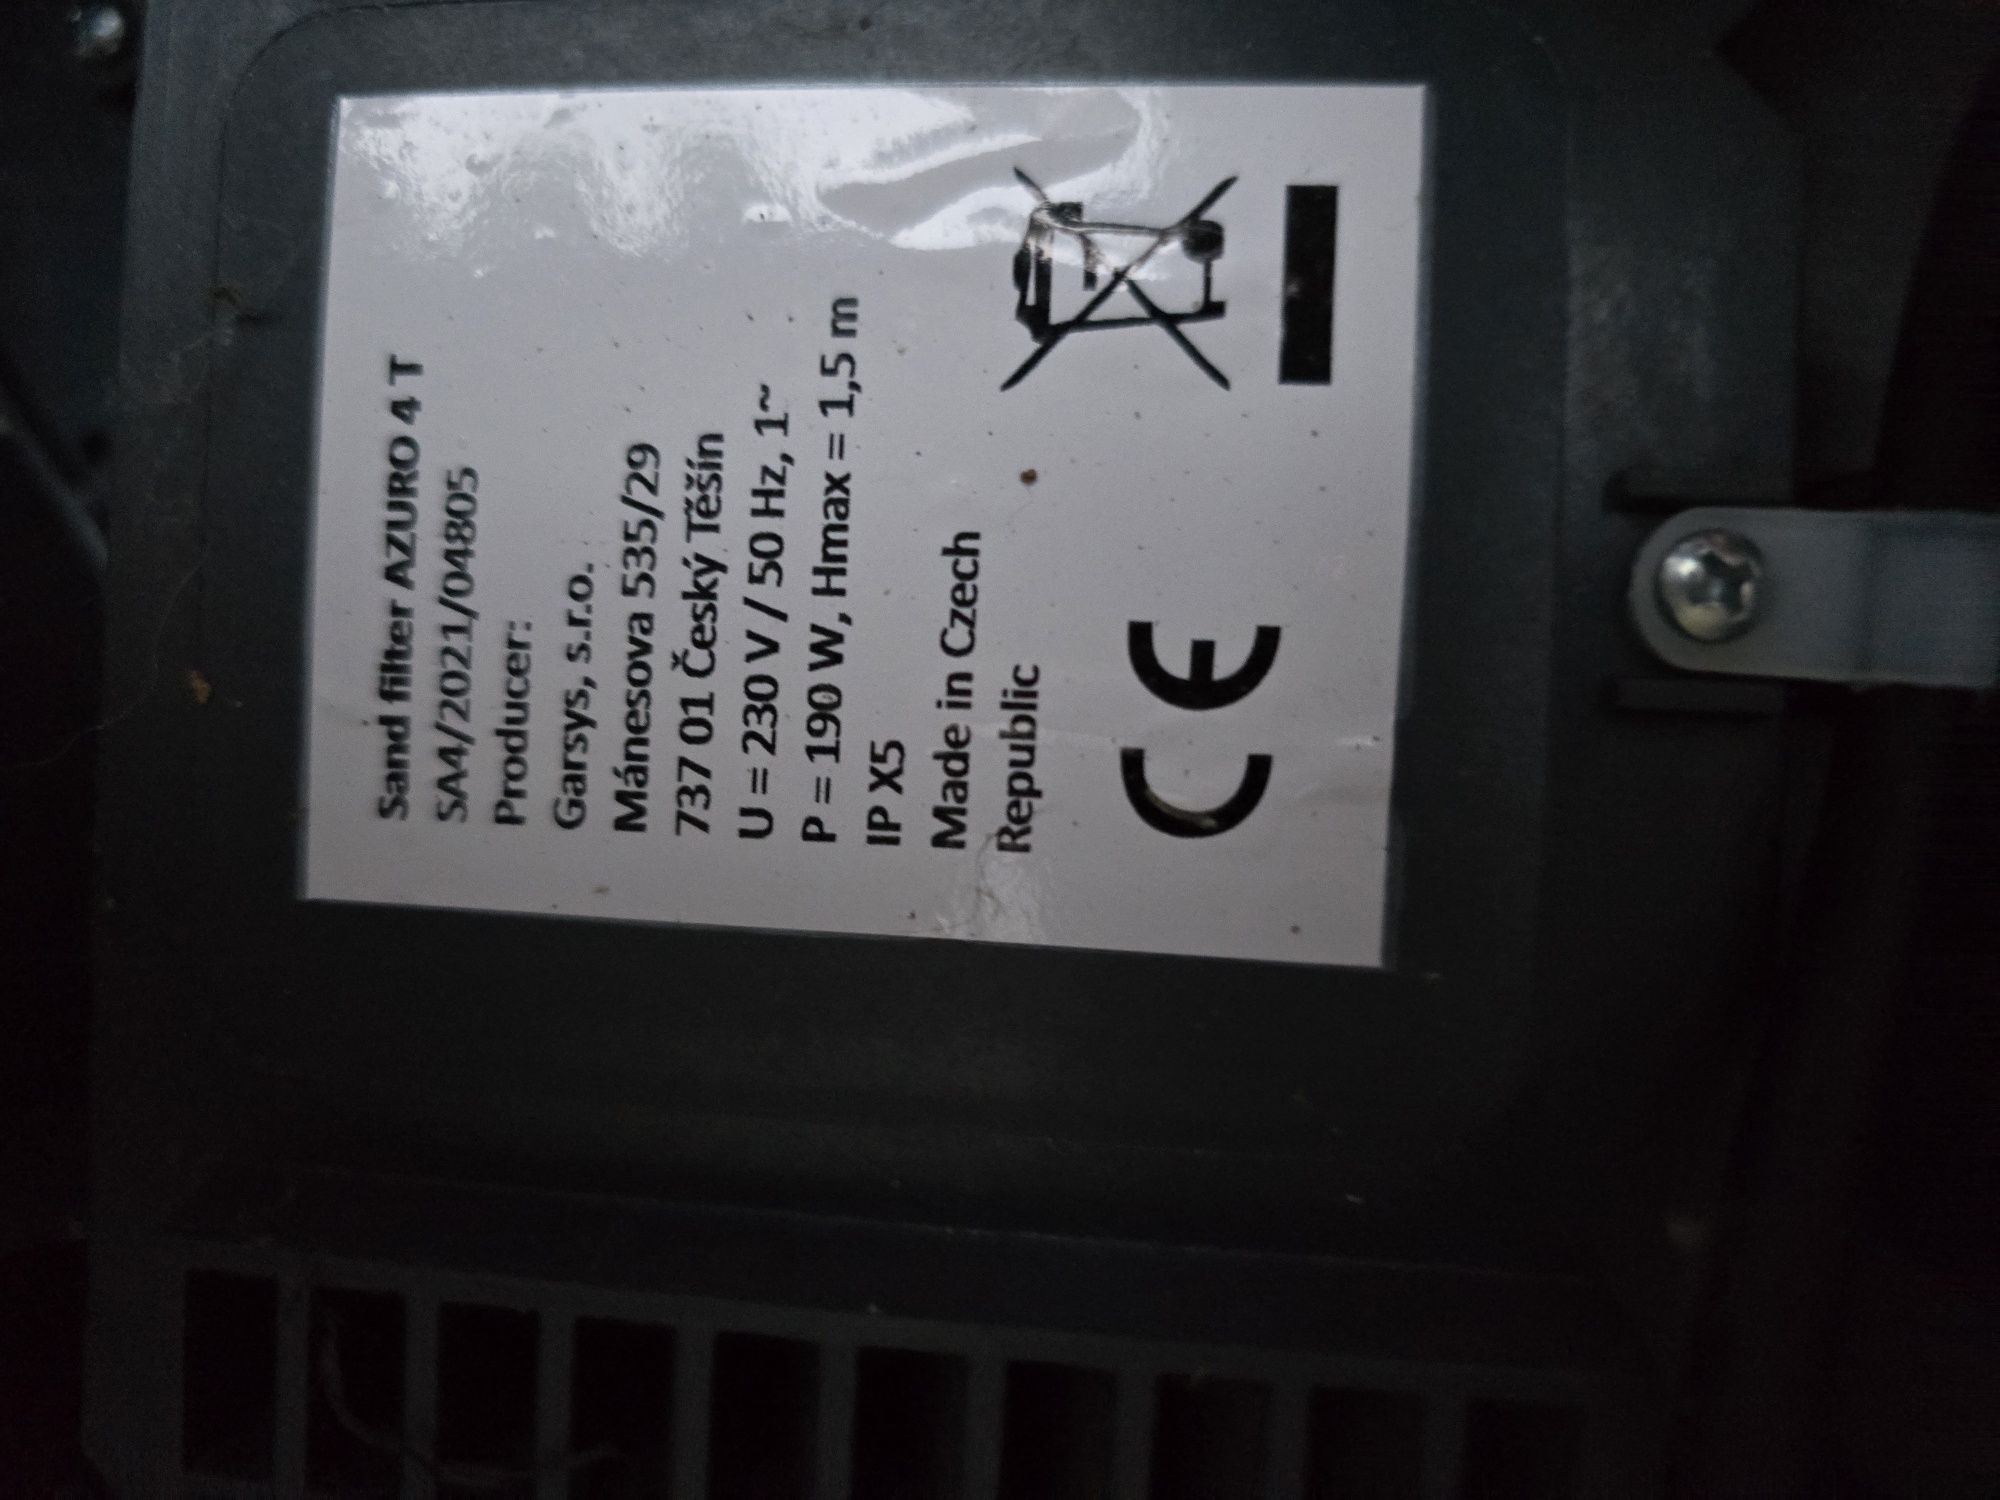 Sand filter AZURO 4 T
SA4/2021/04805
Producer:
Garsys, s.r.o.
Mánesova 535/29
737 01 Český Těšín
U = 230 V / 50 Hz, 1~
P = 190 W, Hmax = 1,5 m
IP X5
Made in Czech
Republic
CE